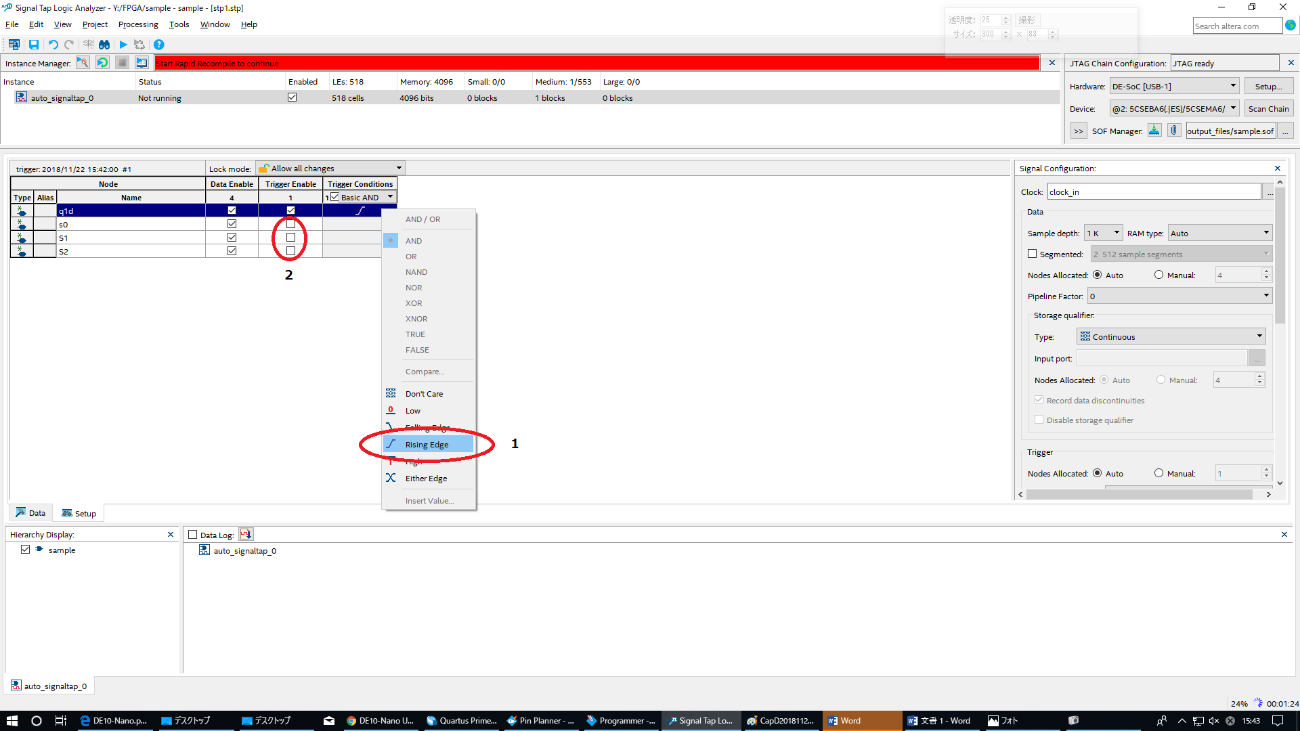 Signal Tap Logic Analyzer - Y:/FPGA/sample - sample - [stp1.stp]
File Edit View Project Processing Tools Window Help
透明度: 25 撮影
サイズ: 300 × 83
Search altera.com
Instance Manager: Start Rapid Recompile to continue
Instance Status Enabled LEs: 518 Memory: 4096 Small: 0/0 Medium: 1/553 Large: 0/0
auto_signaltap_0 Not running 518 cells 4096 bits 0 blocks 1 blocks 0 blocks
JTAG Chain Configuration: JTAG ready
Hardware: DE-SoC [USB-1] Setup...
Device: @2: 5CSEBA6(.|ES)/5CSEMA6/. Scan Chain
>> SOF Manager: output_files/sample.sof ...
trigger: 2018/11/22 15:42:00 #1 Lock mode: Allow all changes
Node Data Enable Trigger Enable Trigger Conditions
Type Alias Name 4 1 1 Basic AND
q1d
s0
S1
S2
2
AND / OR
AND
OR
NAND
NOR
XOR
XNOR
TRUE
FALSE
Compare...
Don't Care
Low
Falling Edge
Rising Edge
1
High
Either Edge
Insert Value...
Signal Configuration:
Clock: clock_in ...
Data
Sample depth: 1 K RAM type: Auto
Segmented: 2 512 sample segments
Nodes Allocated: Auto Manual: 4
Pipeline Factor: 0
Storage qualifier:
Type: Continuous
Input port: ...
Nodes Allocated: Auto Manual: 4
Record data discontinuities
Disable storage qualifier
Trigger
Nodes Allocated: Auto Manual: 1
Data Setup
Hierarchy Display:
sample
Data Log:
auto_signaltap_0
auto_signaltap_0
24% 00:01:24
DE10-Nano.p... デスクトップ デスクトップ DE10-Nano U... Quartus Prime... Pin Planner - ... Programmer -... Signal Tap Lo... CapD2018112... Word 文書 1 - Word フォト 15:43